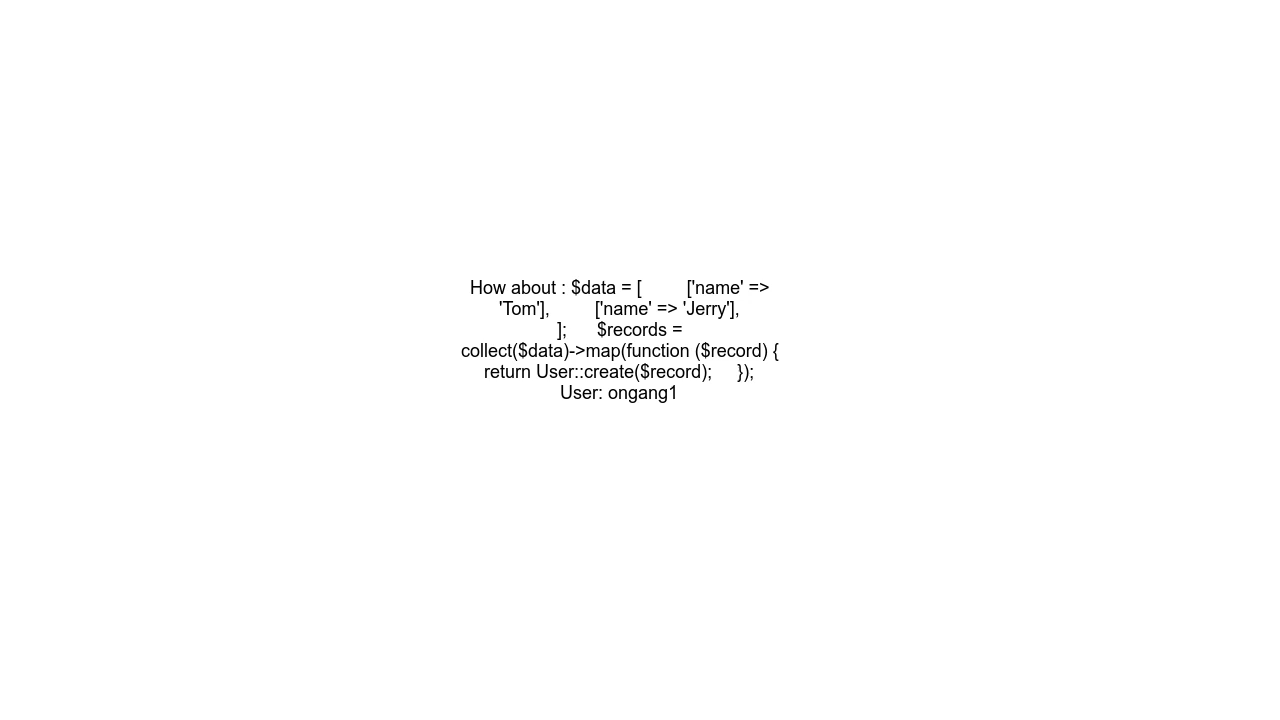 How about : $data = [         ['name' =>
'Tom'],         ['name' => 'Jerry'],
];      $records =
collect($data)->map(function ($record) {
return User::create($record);     });
User: ongang1